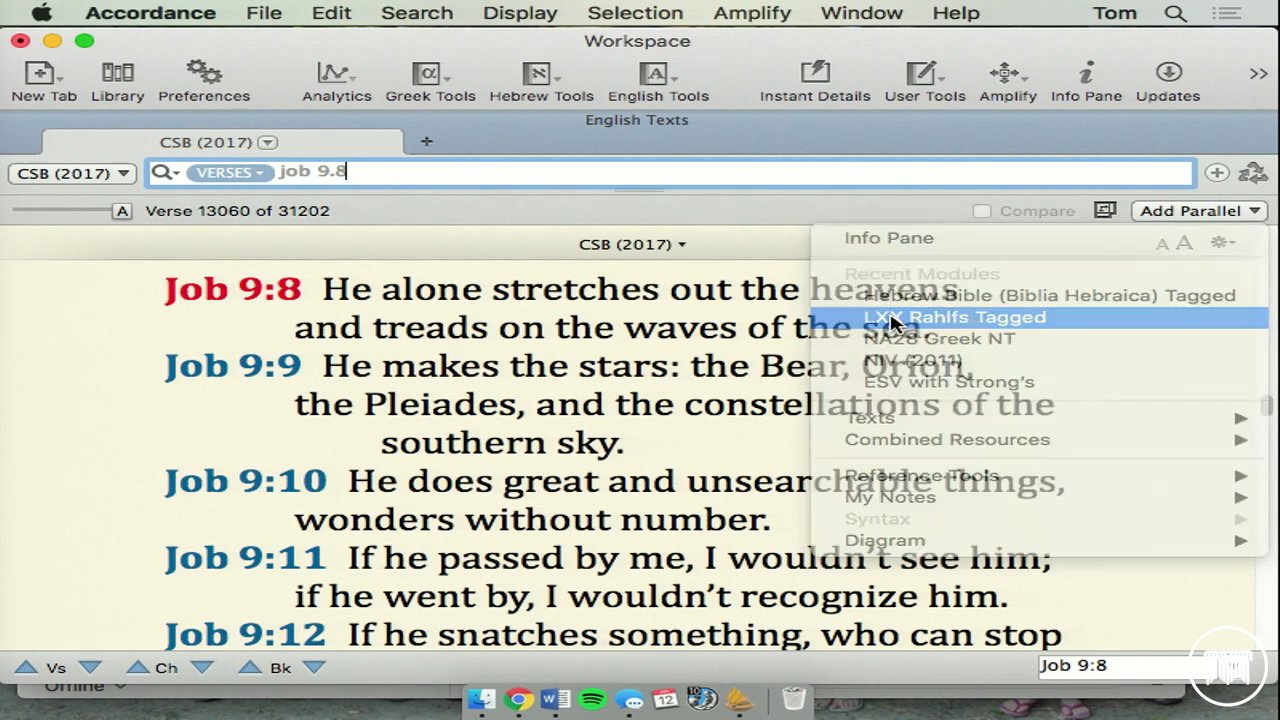 Accordance File Edit Search Display Selection Amplify Window Help Tom
Workspace
New Tab Library Preferences Analytics Greek Tools Hebrew Tools English Tools Instant Details User Tools Amplify Info Pane Updates
English Texts
CSB (2017)
CSB (2017) VERSES job 9.8
A Verse 13060 of 31202 Compare Add Parallel
CSB (2017)
Job 9:8 He alone stretches out the heavens
and treads on the waves of the sea.
Job 9:9 He makes the stars: the Bear, Orion,
the Pleiades, and the constellations of the
southern sky.
Job 9:10 He does great and unsearchable things,
wonders without number.
Job 9:11 If he passed by me, I wouldn’t see him;
if he went by, I wouldn’t recognize him.
Job 9:12 If he snatches something, who can stop
Info Pane A A
Recent Modules
Hebrew Bible (Biblia Hebraica) Tagged
LXX Rahlfs Tagged
NA28 Greek NT
NIV (2011)
ESV with Strong’s
Texts
Combined Resources
Reference Tools
My Notes
Syntax
Diagram
Vs Ch Bk Job 9:8
Offline
12